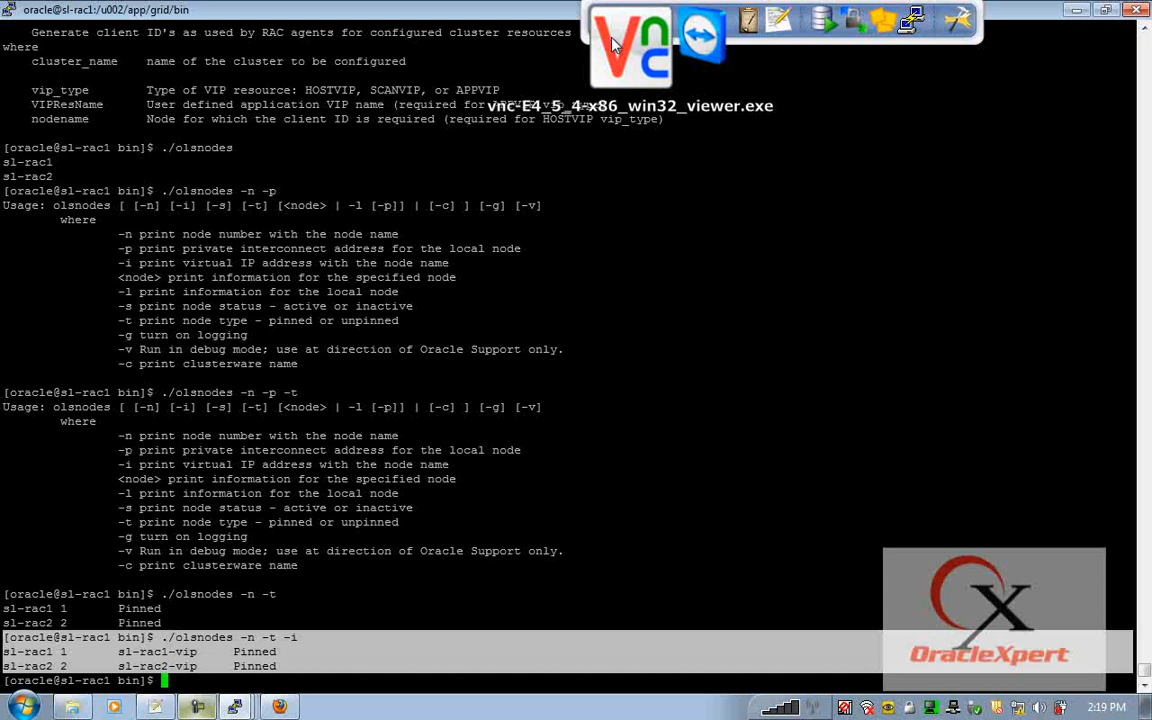 oracle@sl-rac1:/u002/app/grid/bin
Generate client ID's as used by RAC agents for configured cluster resources
where
cluster_name name of the cluster to be configured
vip_type Type of VIP resource: HOSTVIP, SCANVIP, or APPVIP
VIPResName User defined application VIP name (required for
vnc-E4_5_4-x86_win32_viewer.exe
nodename Node for which the client ID is required (required for HOSTVIP vip_type)
[oracle@sl-rac1 bin]$ ./olsnodes
sl-rac1
sl-rac2
[oracle@sl-rac1 bin]$ ./olsnodes -n -p
Usage: olsnodes [ [-n] [-i] [-s] [-t] [<node> | -l [-p]] | [-c] ] [-g] [-v]
where
-n print node number with the node name
-p print private interconnect address for the local node
-i print virtual IP address with the node name
<node> print information for the specified node
-l print information for the local node
-s print node status - active or inactive
-t print node type - pinned or unpinned
-g turn on logging
-v Run in debug mode; use at direction of Oracle Support only.
-c print clusterware name
[oracle@sl-rac1 bin]$ ./olsnodes -n -p -t
Usage: olsnodes [ [-n] [-i] [-s] [-t] [<node> | -l [-p]] | [-c] ] [-g] [-v]
where
-n print node number with the node name
-p print private interconnect address for the local node
-i print virtual IP address with the node name
<node> print information for the specified node
-l print information for the local node
-s print node status - active or inactive
-t print node type - pinned or unpinned
-g turn on logging
-v Run in debug mode; use at direction of Oracle Support only.
-c print clusterware name
[oracle@sl-rac1 bin]$ ./olsnodes -n -t
sl-rac1 1 Pinned
sl-rac2 2 Pinned
[oracle@sl-rac1 bin]$ ./olsnodes -n -t -i
sl-rac1 1 sl-rac1-vip Pinned
sl-rac2 2 sl-rac2-vip Pinned
[oracle@sl-rac1 bin]$
OracleXpert
2:19 PM